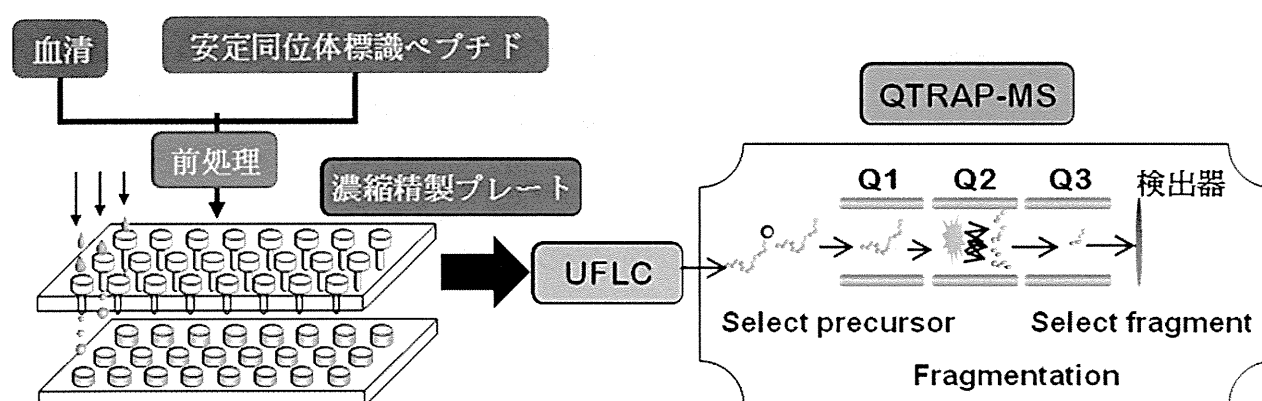 血清
安定同位体標識ペプチド
前処理
濃縮精製プレート
UFLC
QTRAP-MS
Q1
Q2
Q3
検出器
Select precursor
Select fragment
Fragmentation